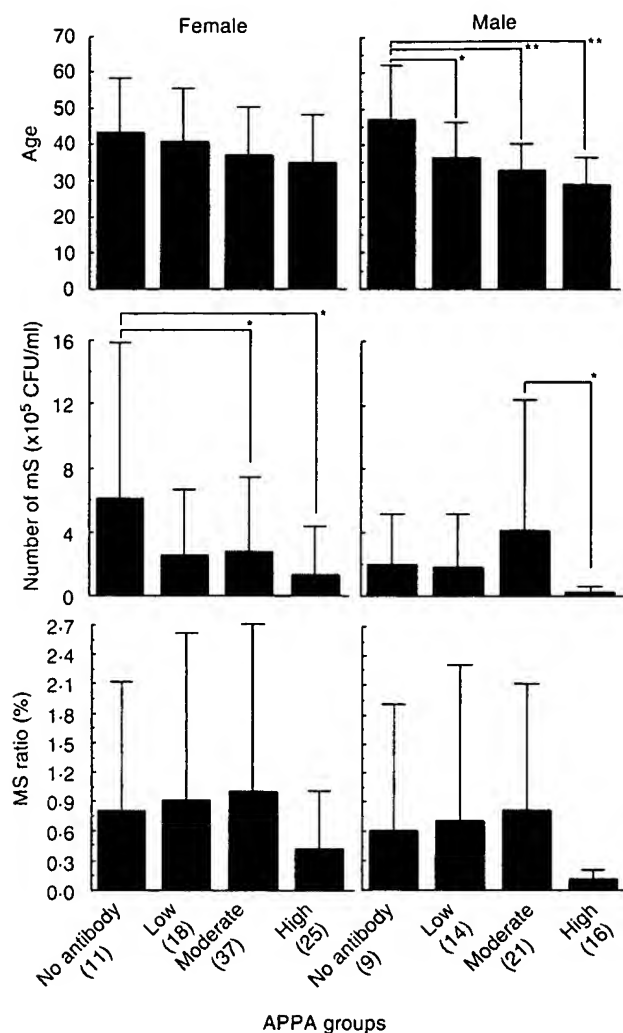 Female
Male
70
60
50
40
30
20
10
0
Age
*
**
**
16
12
8
4
0
Number of mS (x10⁵ CFU/ml)
*
*
*
2·7
2·4
2·1
1·8
1·5
1·2
0·9
0·6
0·3
0·0
MS ratio (%)
No antibody
(11)
Low
(18)
Moderate
(37)
High
(25)
No antibody
(9)
Low
(14)
Moderate
(21)
High
(16)
APPA groups